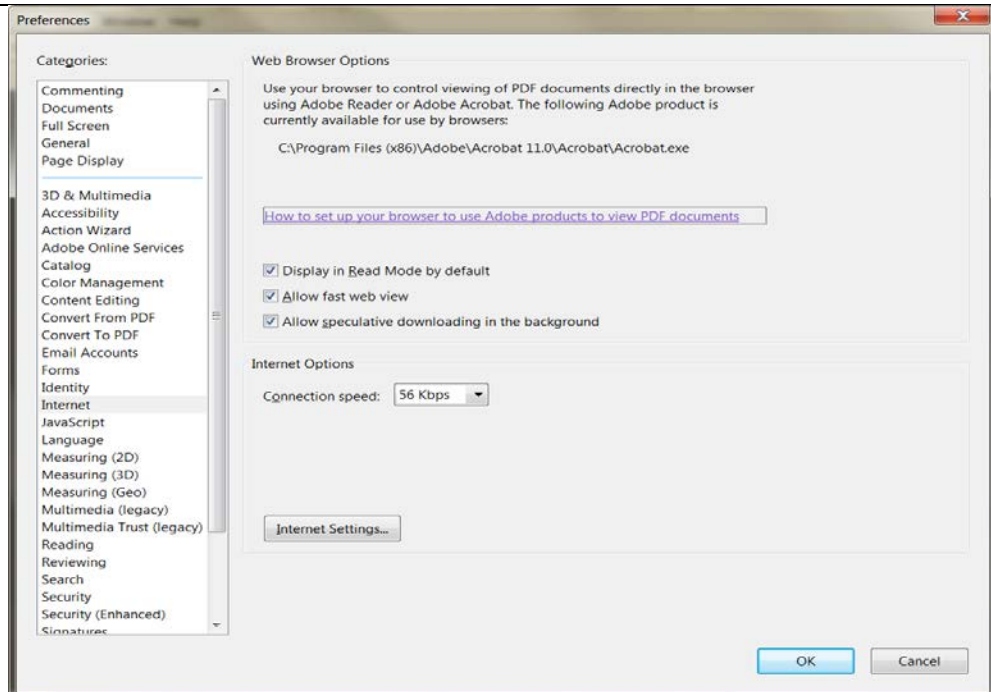 Preferences
Categories:
Commenting
Documents
Full Screen
General
Page Display
3D & Multimedia
Accessibility
Action Wizard
Adobe Online Services
Catalog
Color Management
Content Editing
Convert From PDF
Convert To PDF
Email Accounts
Forms
Identity
Internet
JavaScript
Language
Measuring (2D)
Measuring (3D)
Measuring (Geo)
Multimedia (legacy)
Multimedia Trust (legacy)
Reading
Reviewing
Search
Security
Security (Enhanced)
Signatures
Web Browser Options
Use your browser to control viewing of PDF documents directly in the browser
using Adobe Reader or Adobe Acrobat. The following Adobe product is
currently available for use by browsers:
C:\Program Files (x86)\Adobe\Acrobat 11.0\Acrobat\Acrobat.exe
How to set up your browser to use Adobe products to view PDF documents
Display in Read Mode by default
Allow fast web view
Allow speculative downloading in the background
Internet Options
Connection speed: 56 Kbps
Internet Settings...
OK Cancel